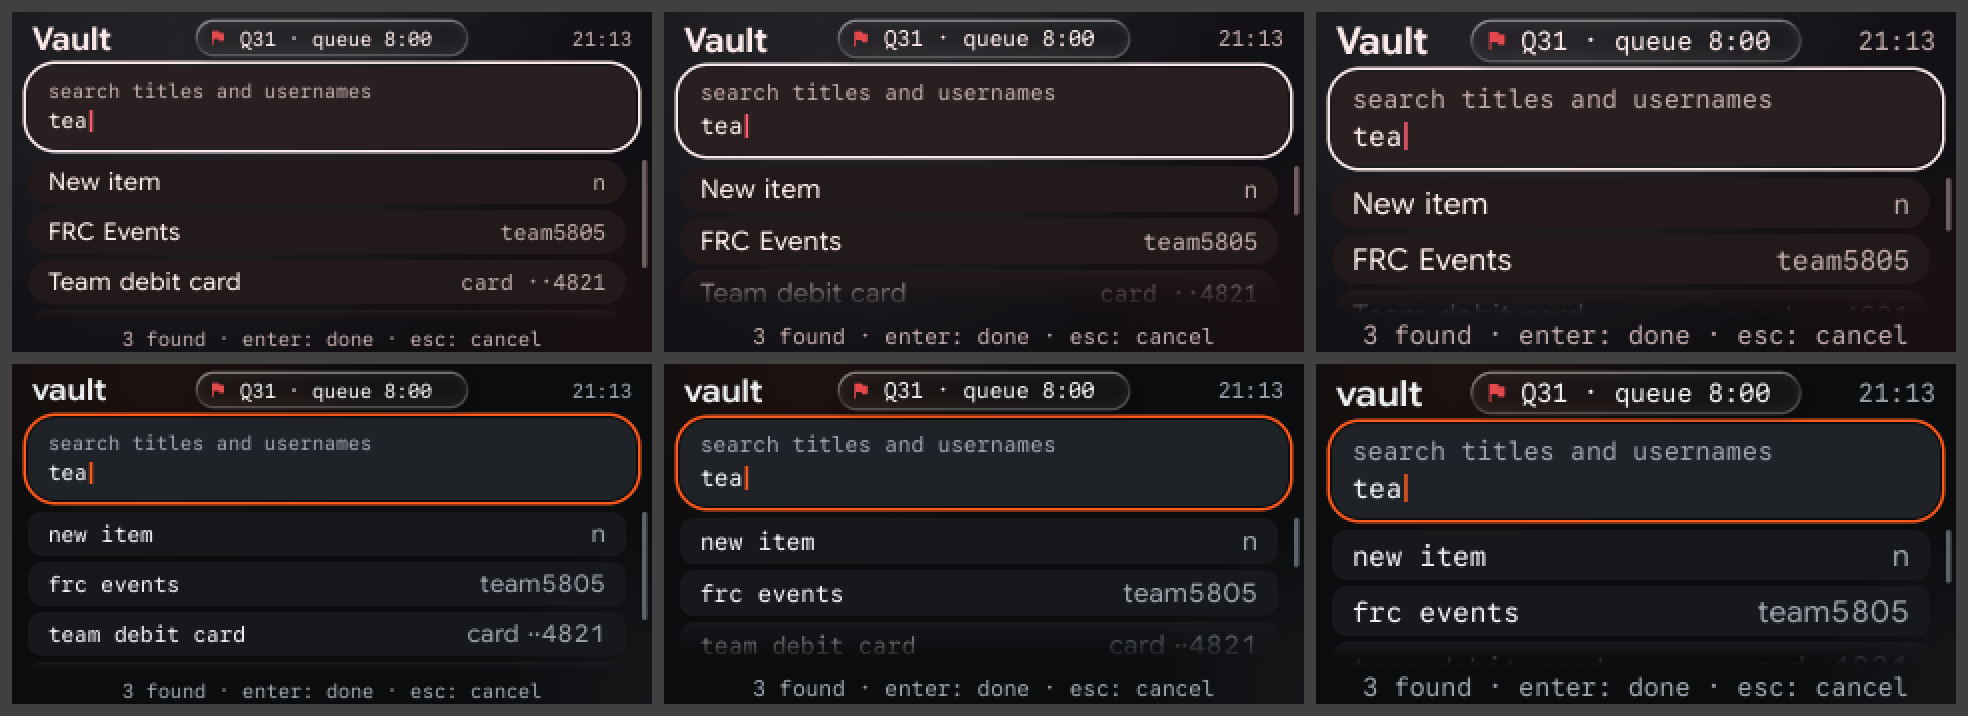 Vault
Q31 · queue 8:00
21:13
search titles and usernames
tea
New item
n
FRC Events
team5805
Team debit card
card ··4821
3 found · enter: done · esc: cancel
Vault
Q31 · queue 8:00
21:13
search titles and usernames
tea
New item
n
FRC Events
team5805
Team debit card
card ··4821
3 found · enter: done · esc: cancel
Vault
Q31 · queue 8:00
21:13
search titles and usernames
tea
New item
n
FRC Events
team5805
Team debit card
3 found · enter: done · esc: cancel
vault
Q31 · queue 8:00
21:13
search titles and usernames
tea
new item
n
frc events
team5805
team debit card
card ··4821
3 found · enter: done · esc: cancel
vault
Q31 · queue 8:00
21:13
search titles and usernames
tea
new item
n
frc events
team5805
team debit card
card ··4821
3 found · enter: done · esc: cancel
vault
Q31 · queue 8:00
21:13
search titles and usernames
tea
new item
n
frc events
team5805
3 found · enter: done · esc: cancel